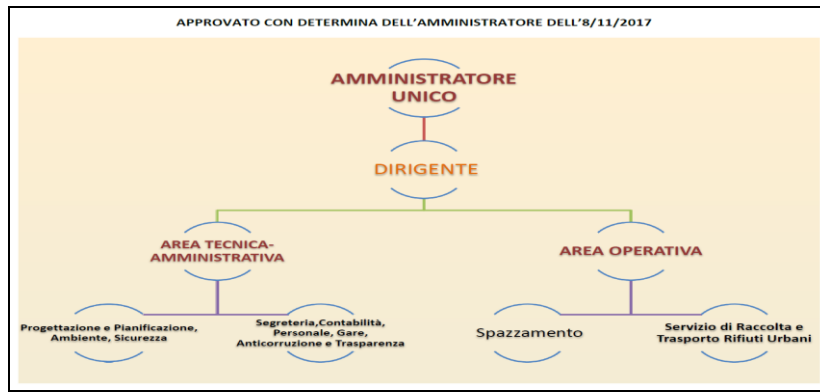 APPROVATO CON DETERMINA DELL'AMMINISTRATORE DELL'8/11/2017
AMMINISTRATORE
UNICO
DIRIGENTE
AREA TECNICA-
AMMINISTRATIVA
AREA OPERATIVA
Progettazione e Pianificazione,
Ambiente, Sicurezza
Segreteria,Contabilità,
Personale, Gare,
Anticorruzione e Trasparenza
Spazzamento
Servizio di Raccolta e
Trasporto Rifiuti Urbani